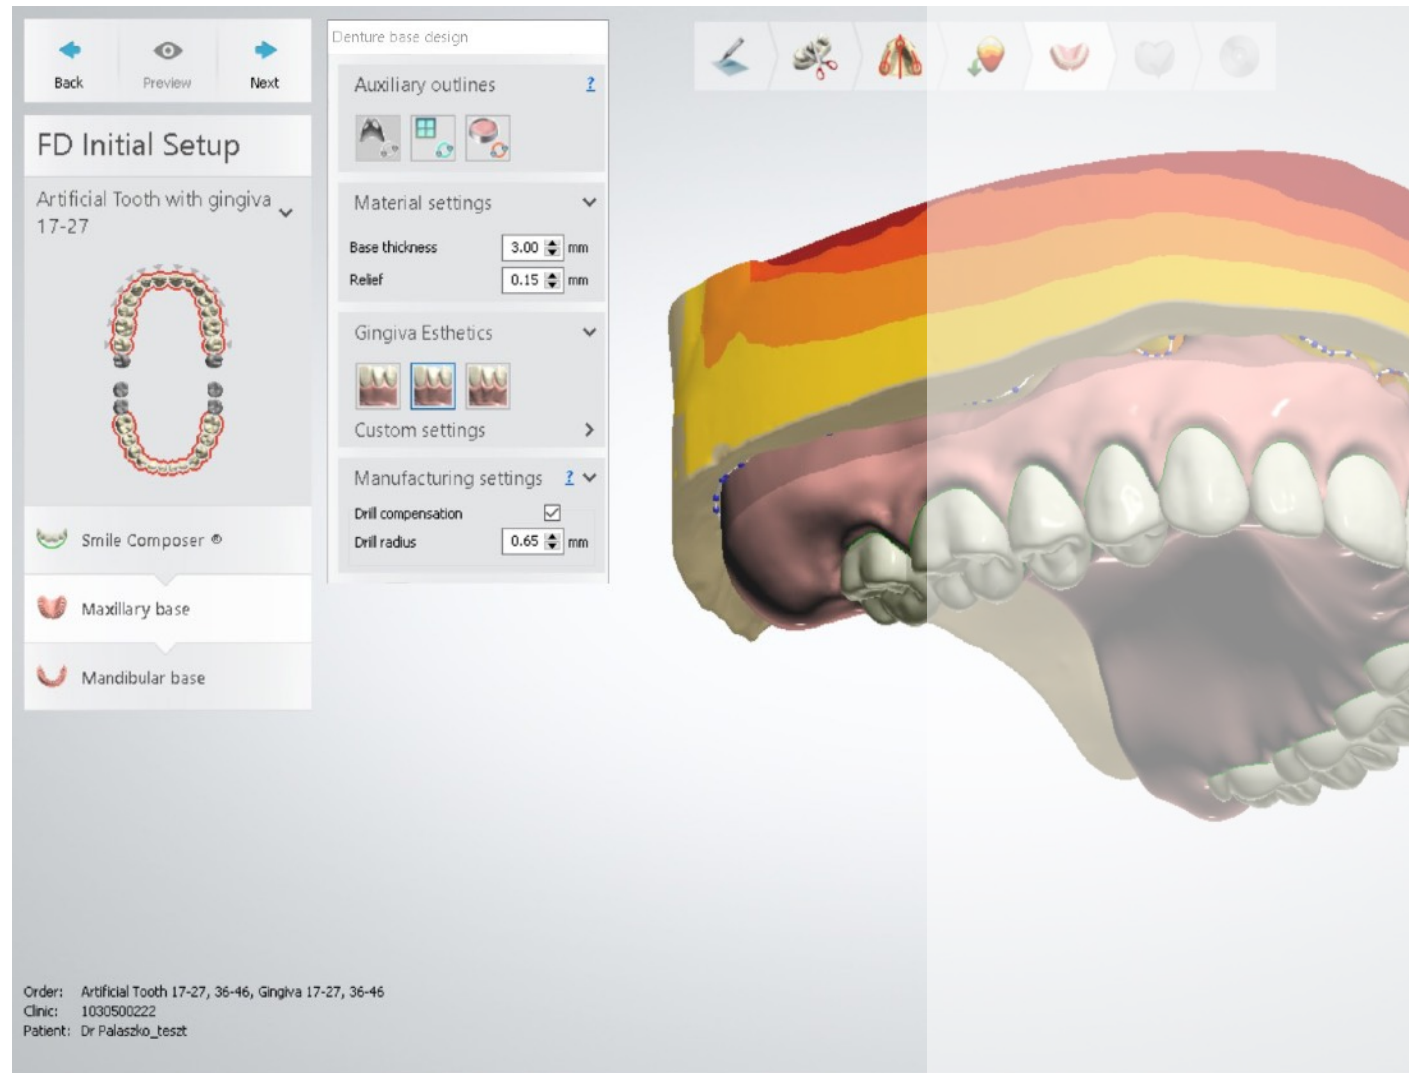 Back
Preview
Next
FD Initial Setup
Artificial Tooth with gingiva
17-27
Smile Composer ®
Maxillary base
Mandibular base
Denture base design
Auxiliary outlines ?
Material settings
Base thickness 3.00 mm
Relief 0.15 mm
Gingiva Esthetics
Custom settings
Manufacturing settings ?
Drill compensation
Drill radius 0.65 mm
Order: Artificial Tooth 17-27, 36-46, Gingiva 17-27, 36-46
Clinic: 1030500222
Patient: Dr Palaszko_teszt